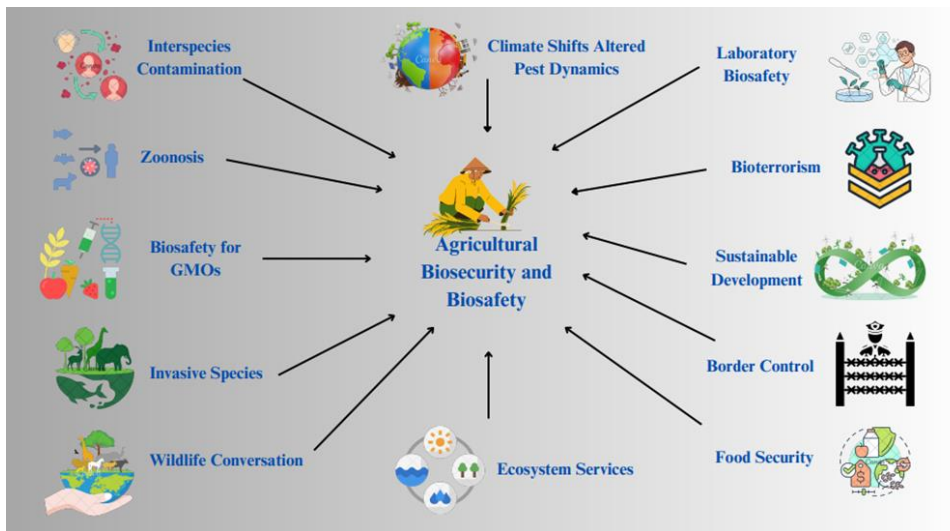 Interspecies
Contamination
Climate Shifts Altered
Pest Dynamics
Laboratory
Biosafety
Zoonosis
Bioterrorism
Agricultural
Biosecurity and
Biosafety
Biosafety for
GMOs
Sustainable
Development
Invasive Species
Border Control
Wildlife Conversation
Ecosystem Services
Food Security